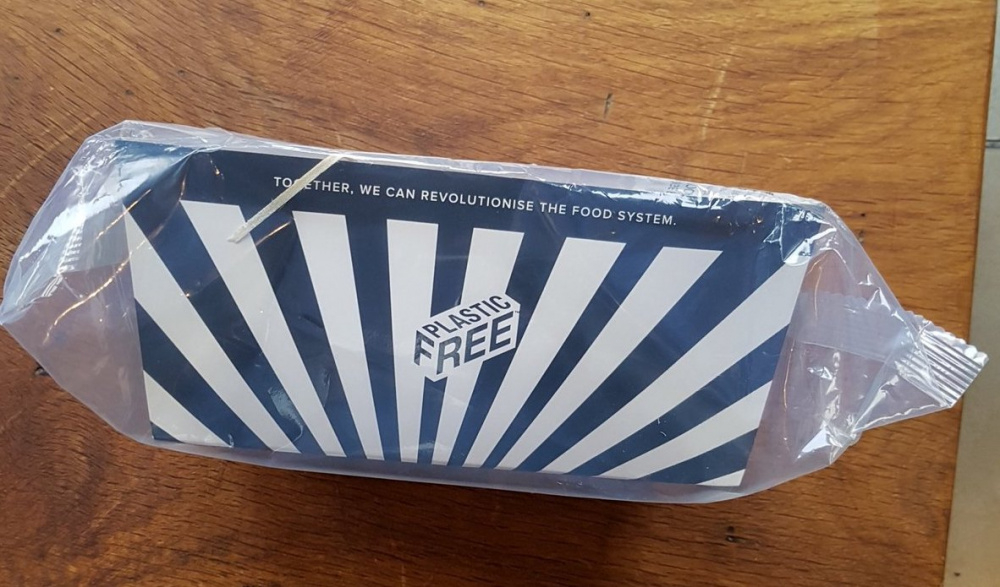 TOGETHER, WE CAN REVOLUTIONISE THE FOOD SYSTEM.
PLASTIC
FREE